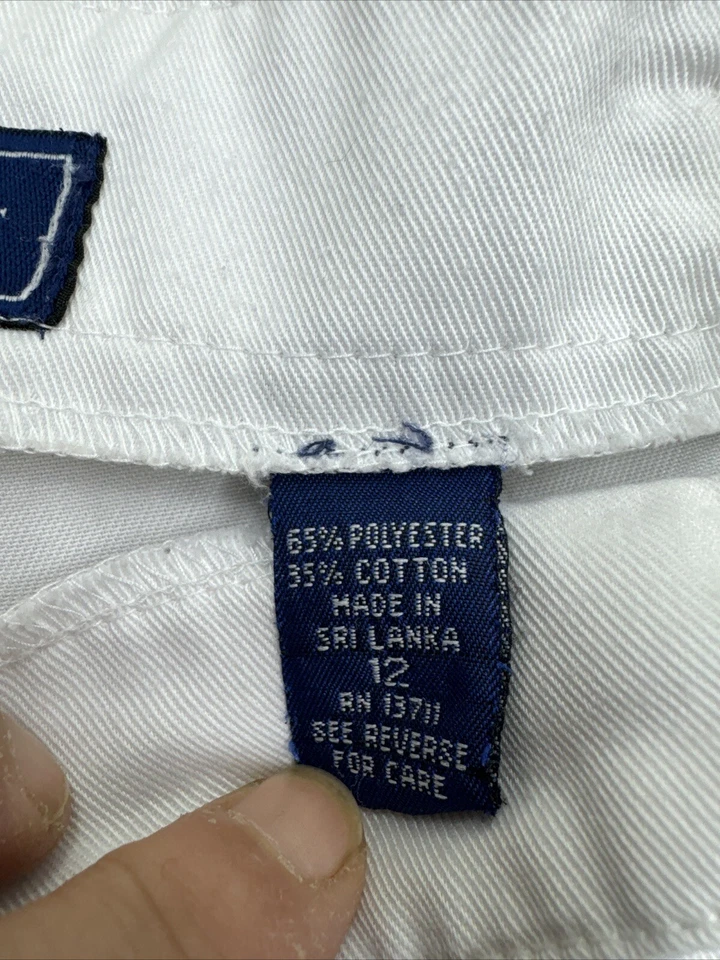 65% POLYESTER
35% COTTON
MADE IN
SRI LANKA
12
RN 13711
SEE REVERSE
FOR CARE